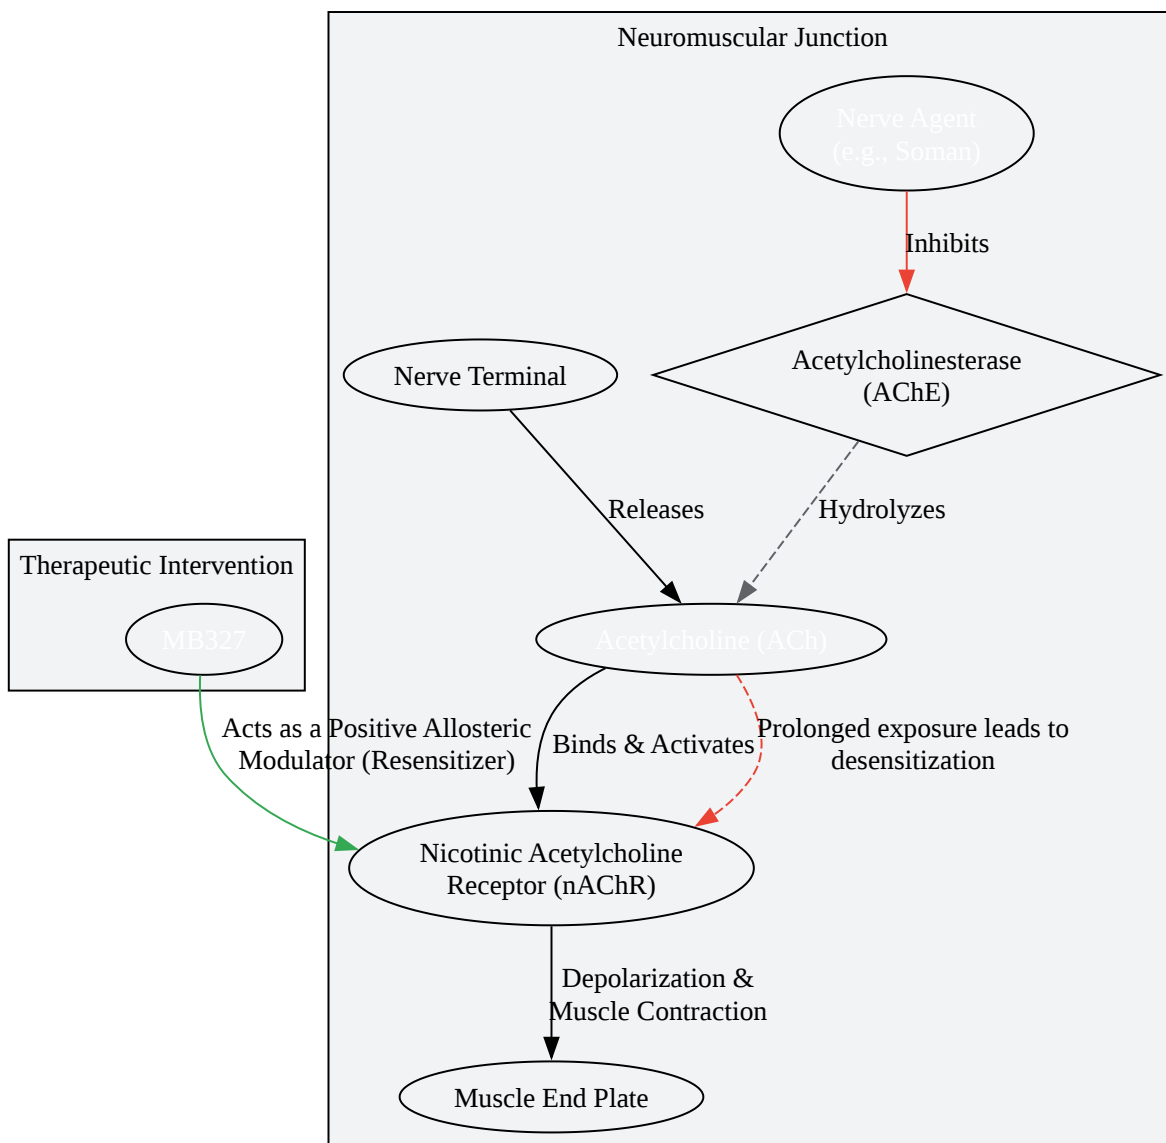 Neuromuscular Junction
Nerve Agent
(e.g., Soman)
Inhibits
Nerve Terminal
Acetylcholinesterase
(AChE)
Releases
Hydrolyzes
Therapeutic Intervention
MB327
Acetylcholine (ACh)
Acts as a Positive Allosteric
Modulator (Resensitizer)
Binds & Activates
Prolonged exposure leads to
desensitization
Nicotinic Acetylcholine
Receptor (nAChR)
Depolarization &
Muscle Contraction
Muscle End Plate